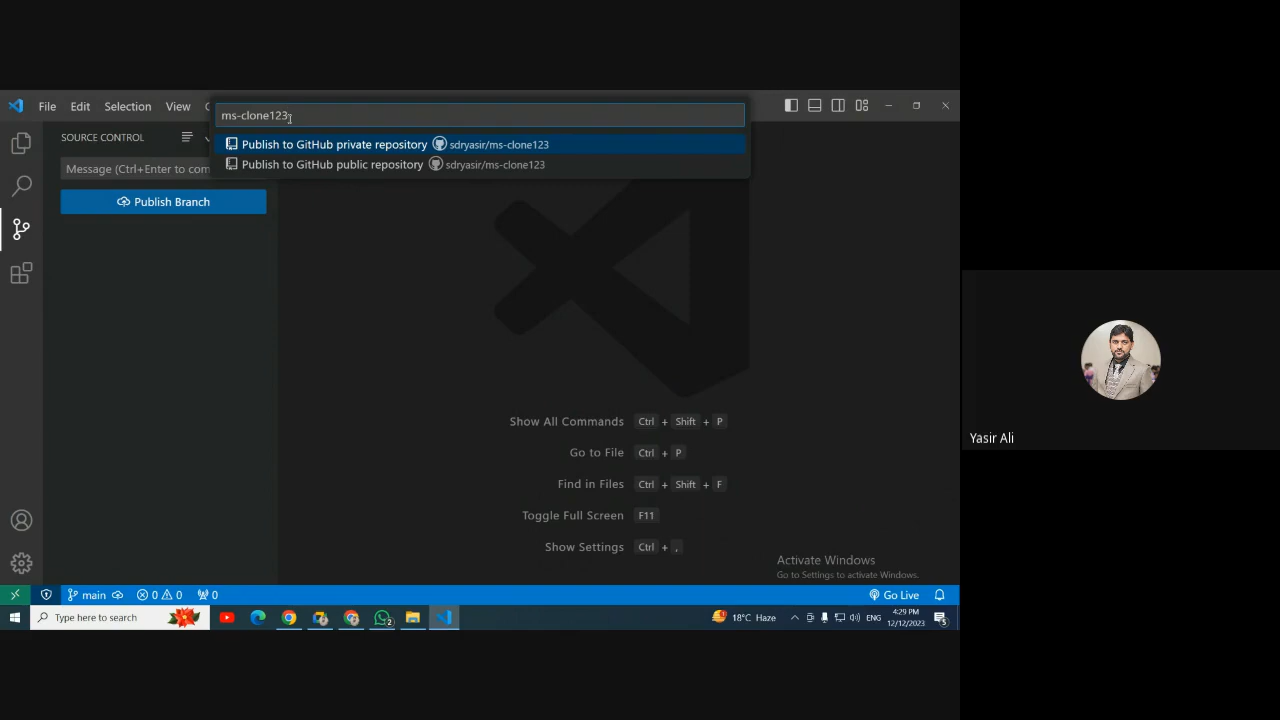 File Edit Selection View
ms-clone123
SOURCE CONTROL
Publish to GitHub private repository sdryasir/ms-clone123
Publish to GitHub public repository sdryasir/ms-clone123
Message (Ctrl+Enter to com
Publish Branch
Show All Commands Ctrl + Shift + P
Go to File Ctrl + P
Find in Files Ctrl + Shift + F
Toggle Full Screen F11
Show Settings Ctrl + ,
Activate Windows
Go to Settings to activate Windows.
main 0 0 0 Go Live
Type here to search 2 18°C Haze ENG 4:29 PM
12/12/2023 5
Yasir Ali